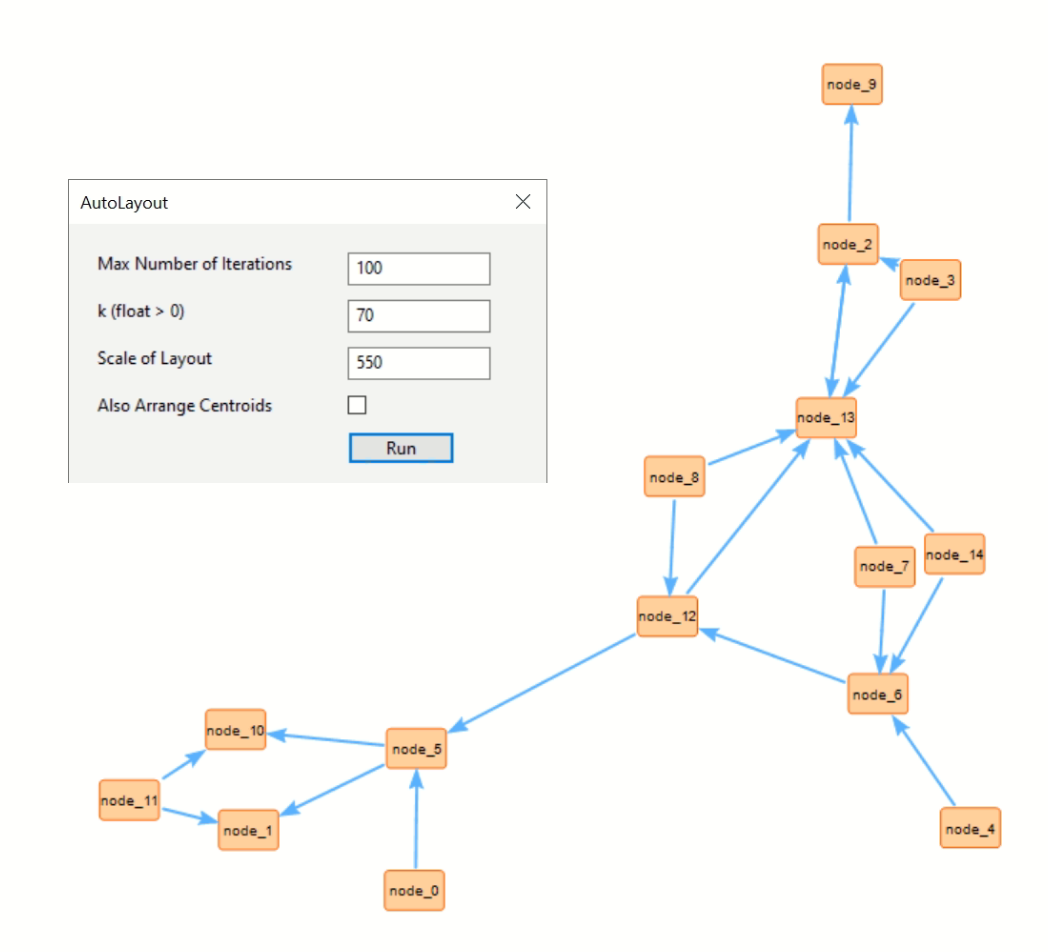 node_9
AutoLayout
node_2
Max Number of Iterations 100
node_3
k (float > 0) 70
Scale of Layout 550
Also Arrange Centroids
node_13
Run
node_8
node_14
node_7
node_12
node_6
node_10
node_5
node_11
node_1
node_4
node_0